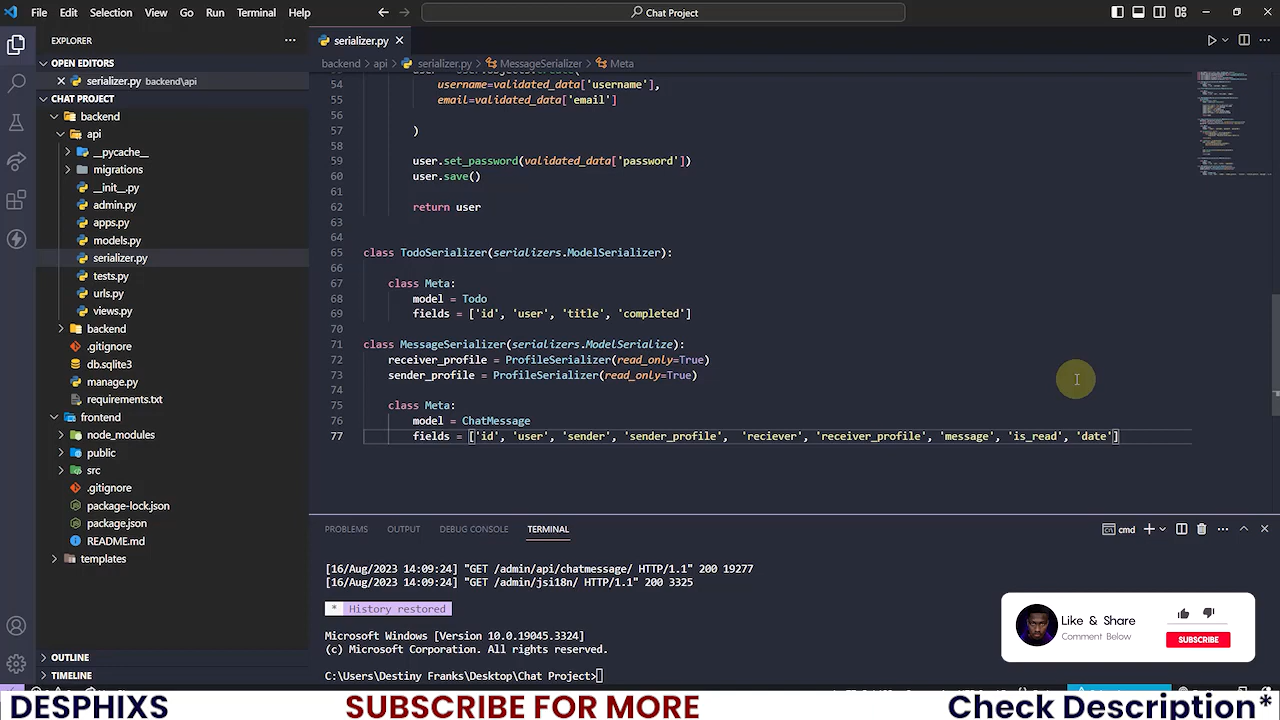 File Edit Selection View Go Run Terminal Help
Chat Project
EXPLORER
serializer.py
OPEN EDITORS
serializer.py backend\api
CHAT PROJECT
backend
api
__pycache__
migrations
__init__.py
admin.py
apps.py
models.py
serializer.py
tests.py
urls.py
views.py
backend
.gitignore
db.sqlite3
manage.py
requirements.txt
frontend
node_modules
public
src
.gitignore
package-lock.json
package.json
README.md
templates
OUTLINE
TIMELINE
backend > api > serializer.py > MessageSerializer > Meta
54 username=validated_data['username'],
55 email=validated_data['email']
56
57 )
58
59 user.set_password(validated_data['password'])
60 user.save()
61
62 return user
63
64
65 class TodoSerializer(serializers.ModelSerializer):
66
67 class Meta:
68 model = Todo
69 fields = ['id', 'user', 'title', 'completed']
70
71 class MessageSerializer(serializers.ModelSerialize):
72 receiver_profile = ProfileSerializer(read_only=True)
73 sender_profile = ProfileSerializer(read_only=True)
74
75 class Meta:
76 model = ChatMessage
77 fields = ['id', 'user', 'sender', 'sender_profile', 'reciever', 'receiver_profile', 'message', 'is_read', 'date']
PROBLEMS OUTPUT DEBUG CONSOLE TERMINAL
cmd
[16/Aug/2023 14:09:24] "GET /admin/api/chatmessage/ HTTP/1.1" 200 19277
[16/Aug/2023 14:09:24] "GET /admin/jsi18n/ HTTP/1.1" 200 3325
* History restored
Microsoft Windows [Version 10.0.19045.3324]
(c) Microsoft Corporation. All rights reserved.
C:\Users\Destiny Franks\Desktop\Chat Project>
Like & Share
Comment Below
SUBSCRIBE
DESPHIXS
SUBSCRIBE FOR MORE
Check Description*